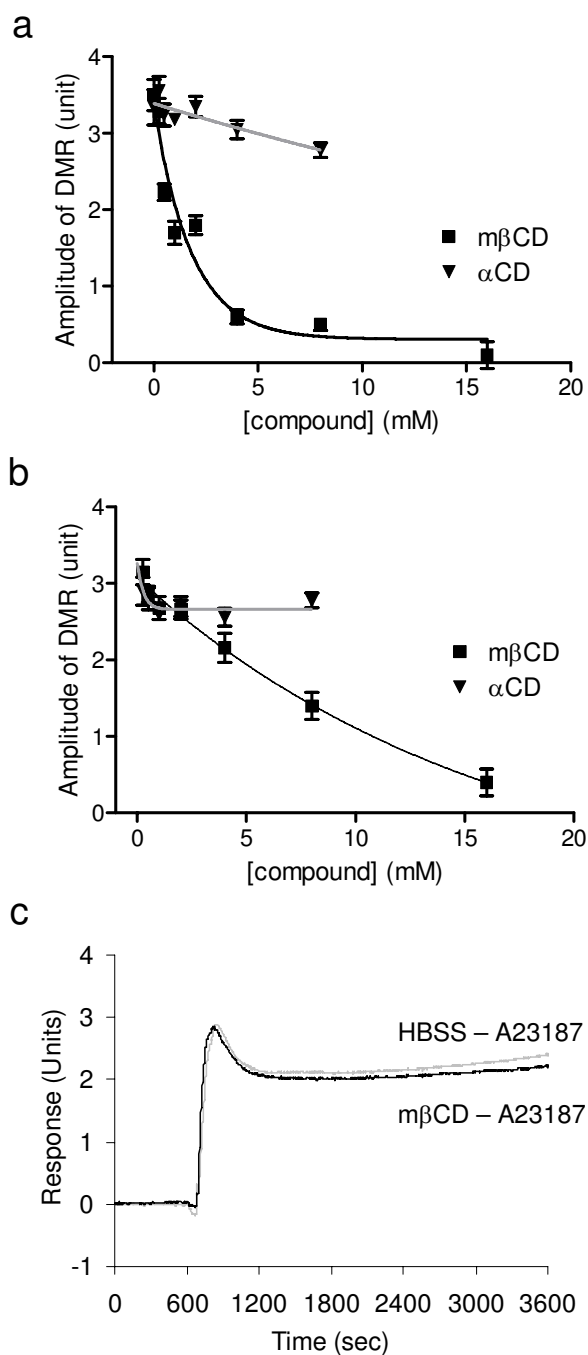 a
Amplitude of DMR (unit)
4
3
2
1
0
0 5 10 15 20
[compound] (mM)
mβCD
αCD
b
Amplitude of DMR (unit)
4
3
2
1
0
0 5 10 15 20
[compound] (mM)
mβCD
αCD
c
Response (Units)
4
3
2
1
0
-1
HBSS – A23187
mβCD – A23187
0 600 1200 1800 2400 3000 3600
Time (sec)